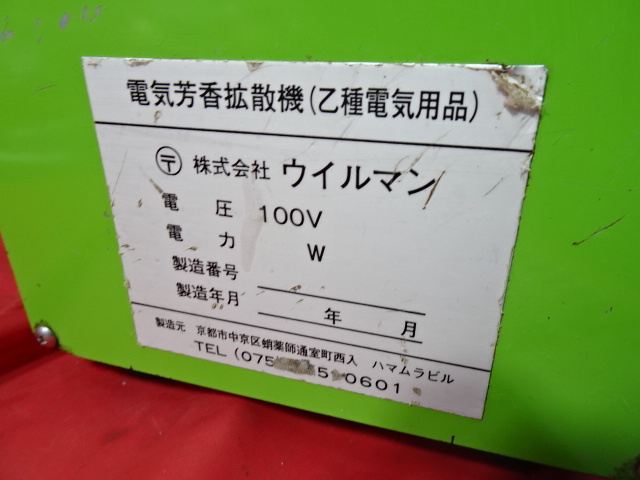 電気芳香拡散機(乙種電気用品)
〒 株式会社 ウイルマン
電 圧 100V
電 力 W
製造番号
製造年月 年 月
製造元 京都市中京区蛸薬師通室町西入 ハマムラビル
TEL (075 5 0601